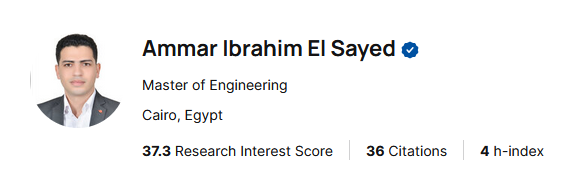 Ammar Ibrahim El Sayed
Master of Engineering
Cairo, Egypt
37.3 Research Interest Score 36 Citations 4 h-index